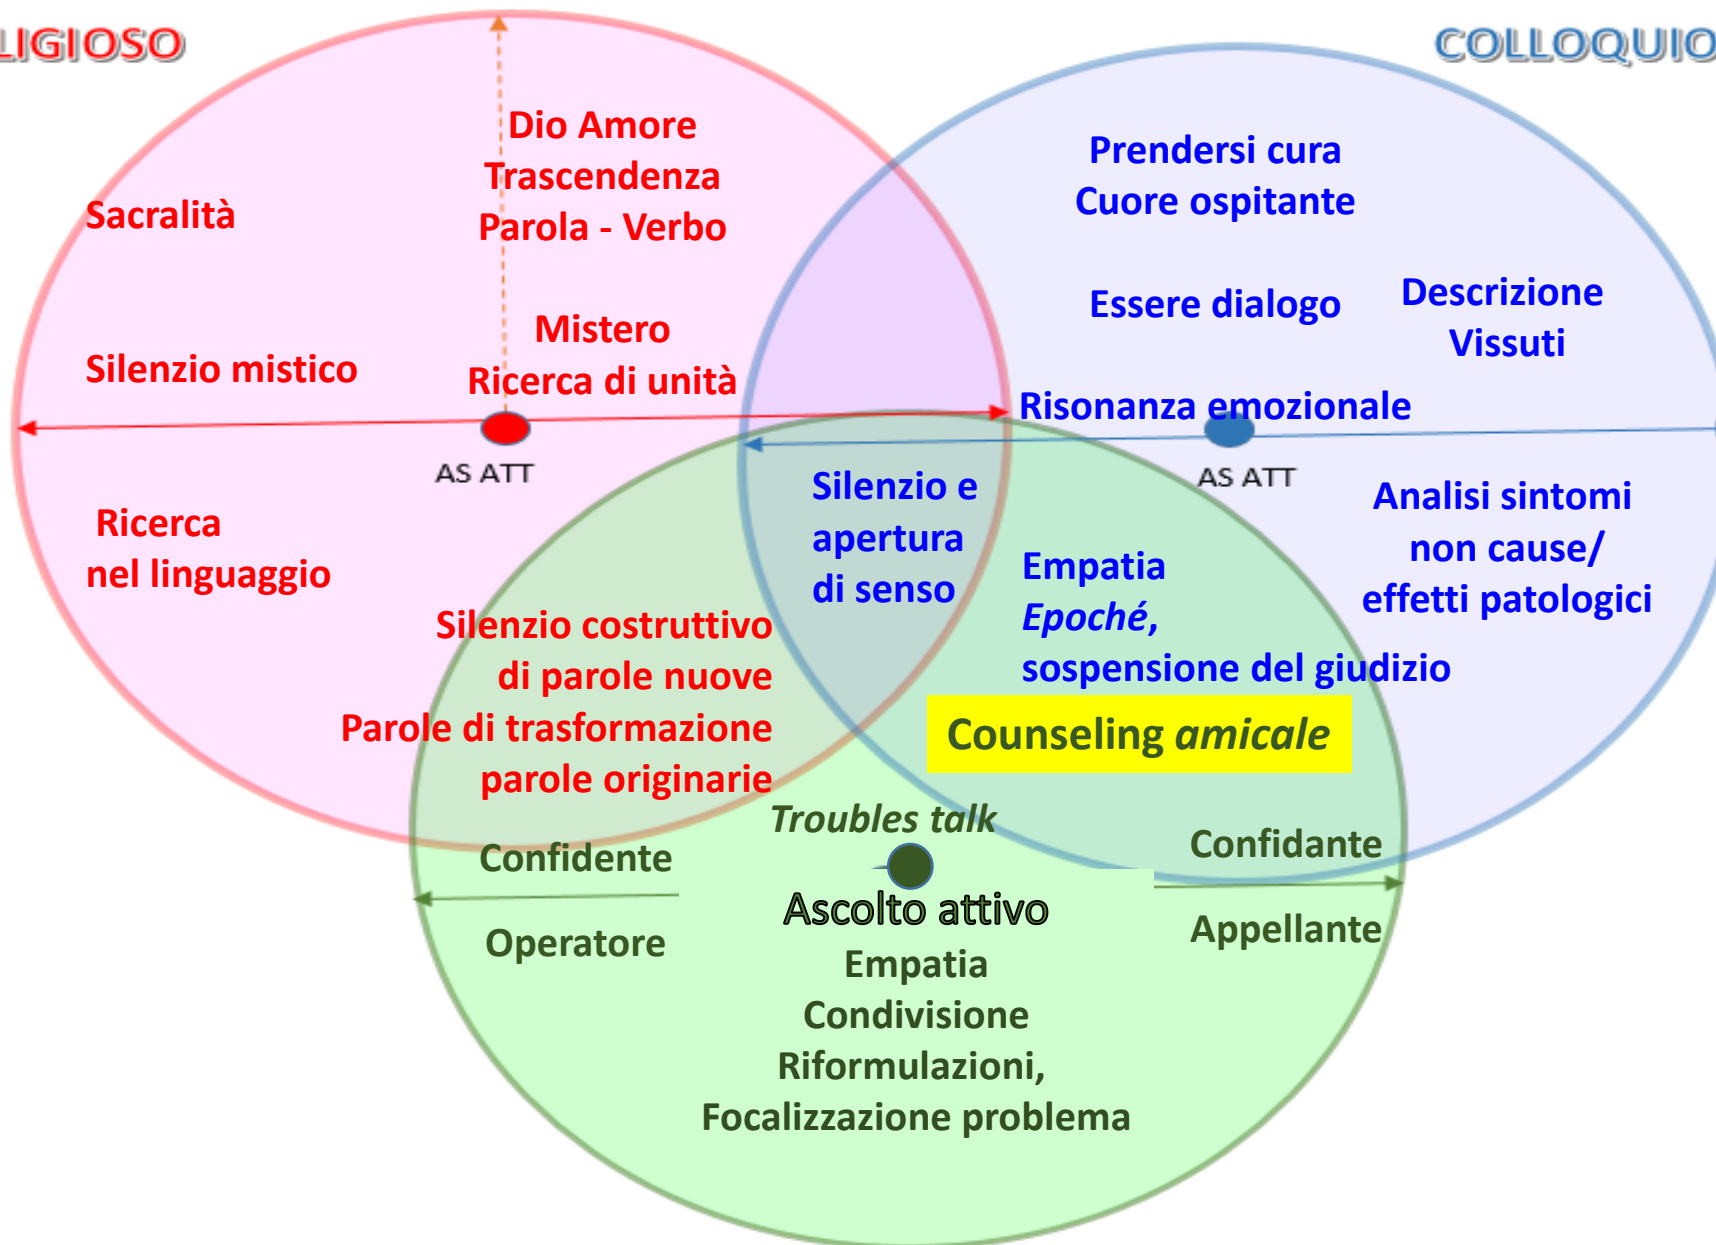 LIGIOSO
COLLOQUIO
Dio Amore
Trascendenza
Parola - Verbo
Sacralità
Mistero
Ricerca di unità
Silenzio mistico
AS ATT
Ricerca
nel linguaggio
Prendersi cura
Cuore ospitante
Essere dialogo
Descrizione
Vissuti
Risonanza emozionale
AS ATT
Analisi sintomi
non cause/
effetti patologici
Silenzio e
apertura
di senso
Empatia
Epoché,
sospensione del giudizio
Silenzio costruttivo
di parole nuove
Parole di trasformazione
parole originarie
Counseling amicale
Troubles talk
Confidente
Confidante
Operatore
Appellante
Ascolto attivo
Empatia
Condivisione
Riformulazioni,
Focalizzazione problema